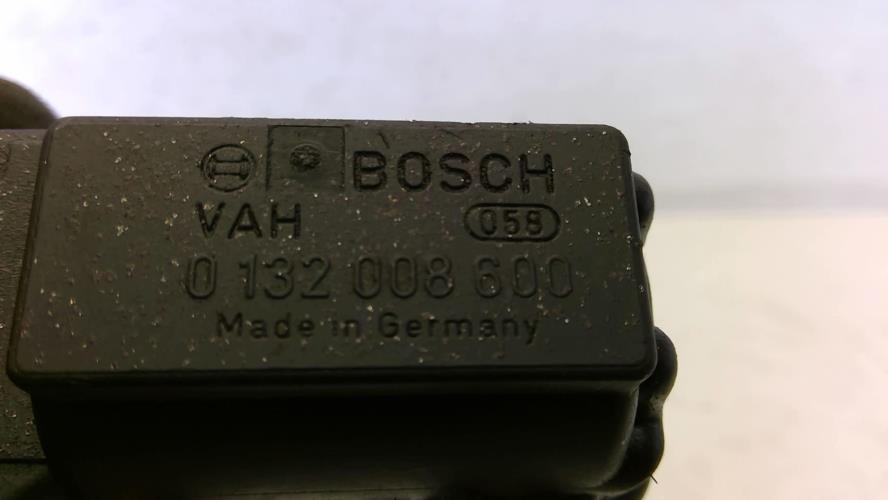 BOSCH
VAH 058
0 132 008 600
Made in Germany